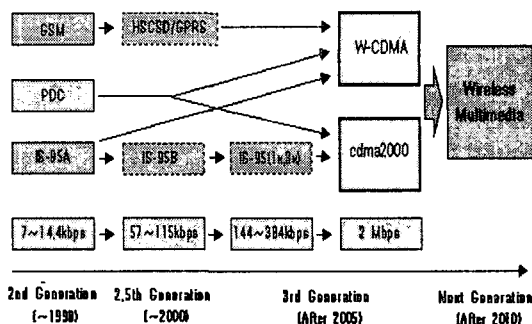 GSM
HSCSD/GPRS
W-CDMA
PDC
Wireless
Multimedia
cdma2000
IS-95A
IS-95B
IS-95(1x,3x)
7~14.4kbps
57~115kbps
144~384kbps
2 Mbps
2nd Generation
(~1990)
2.5th Generation
(~2000)
3rd Generation
(After 2005)
Next Generation
(After 2010)